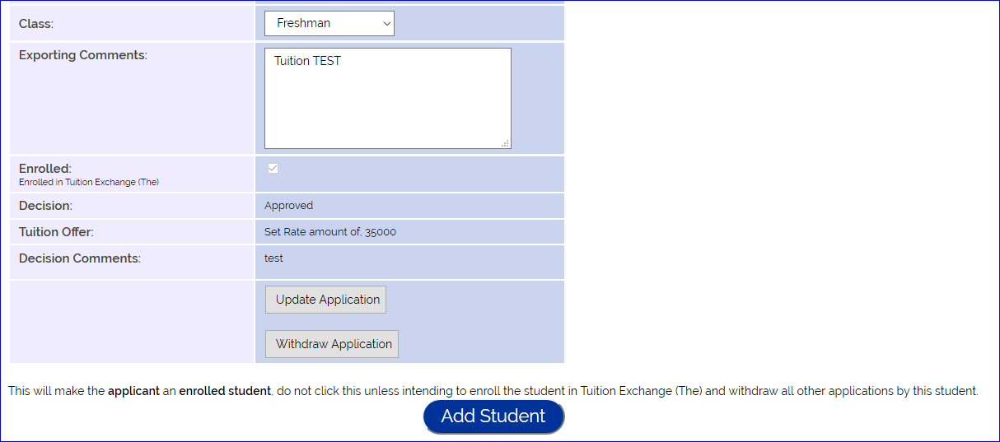 Class:
Freshman
Exporting Comments:
Tuition TEST
Enrolled:
Enrolled in Tuition Exchange (The)
Decision:
Approved
Tuition Offer:
Set Rate amount of, 35000
Decision Comments:
test
Update Application
Withdraw Application
This will make the applicant an enrolled student, do not click this unless intending to enroll the student in Tuition Exchange (The) and withdraw all other applications by this student.
Add Student